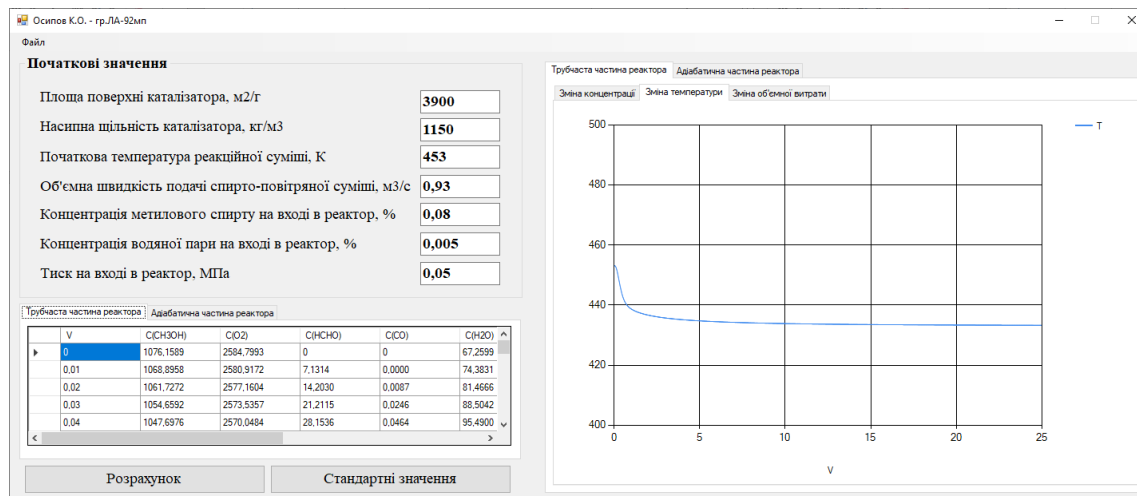 Осипов К.О. - гр.ЛА-92мп
Файл
Початкові значення
Площа поверхні каталізатора, м2/г 3900
Насипна щільність каталізатора, кг/м3 1150
Початкова температура реакційної суміші, К 453
Об'ємна швидкість подачі спирто-повітряної суміші, м3/с 0,93
Концентрація метилового спирту на вході в реактор, % 0,08
Концентрація водяної пари на вході в реактор, % 0,005
Тиск на вході в реактор, МПа 0,05
Трубчаста частина реактора Адіабатична частина реактора
V C(CH3OH) C(O2) C(HCHO) C(CO) C(H2O)
0 1076,1589 2584,7993 0 0 67,2599
0,01 1068,8958 2580,9172 7,1314 0,0000 74,3831
0,02 1061,7272 2577,1604 14,2030 0,0087 81,4666
0,03 1054,6592 2573,5357 21,2115 0,0246 88,5042
0,04 1047,6976 2570,0484 28,1536 0,0464 95,4900
Розрахунок Стандартні значення
Трубчаста частина реактора Адіабатична частина реактора
Зміна концентрації Зміна температури Зміна об'ємної витрати
500
480
460
440
420
400
0 5 10 15 20 25
V
T